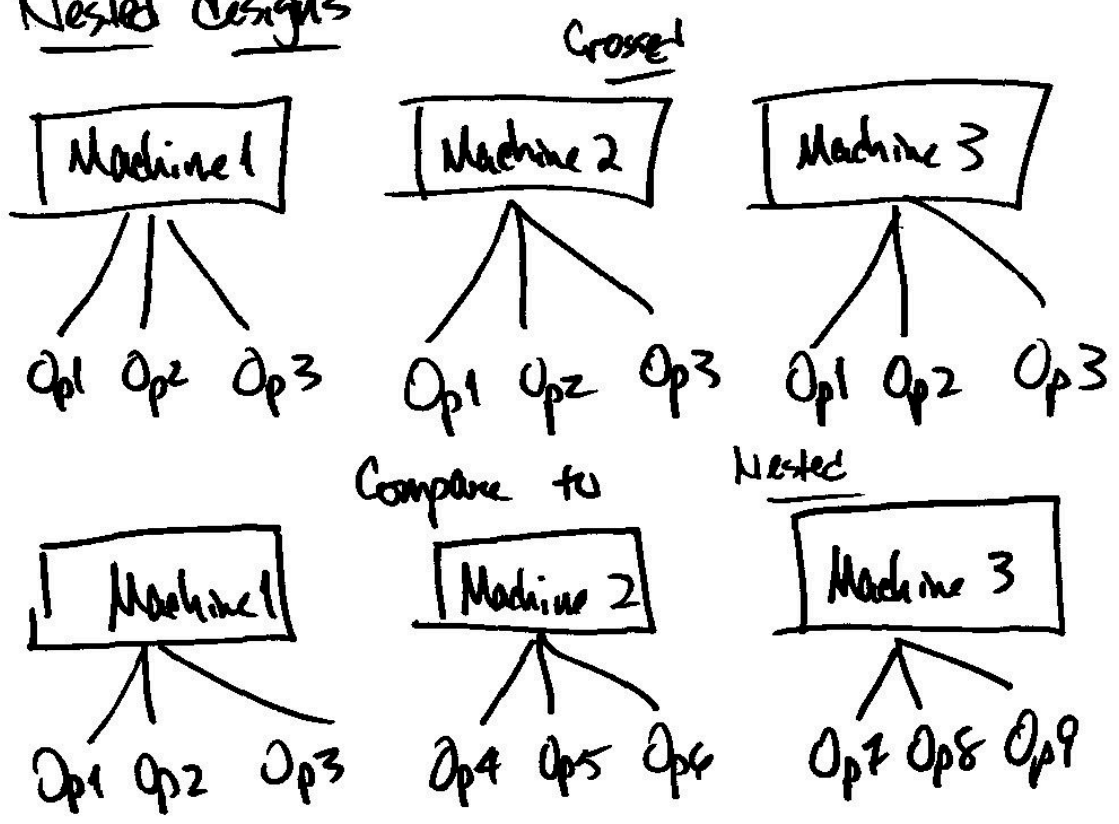 Nested designs
Crossed
Machine 1 Machine 2 Machine 3
Op1 Op2 Op3 Op1 Op2 Op3 Op1 Op2 Op3
Compare to Nested
Machine 1 Machine 2 Machine 3
Op1 Op2 Op3 Op4 Op5 Op6 Op7 Op8 Op9